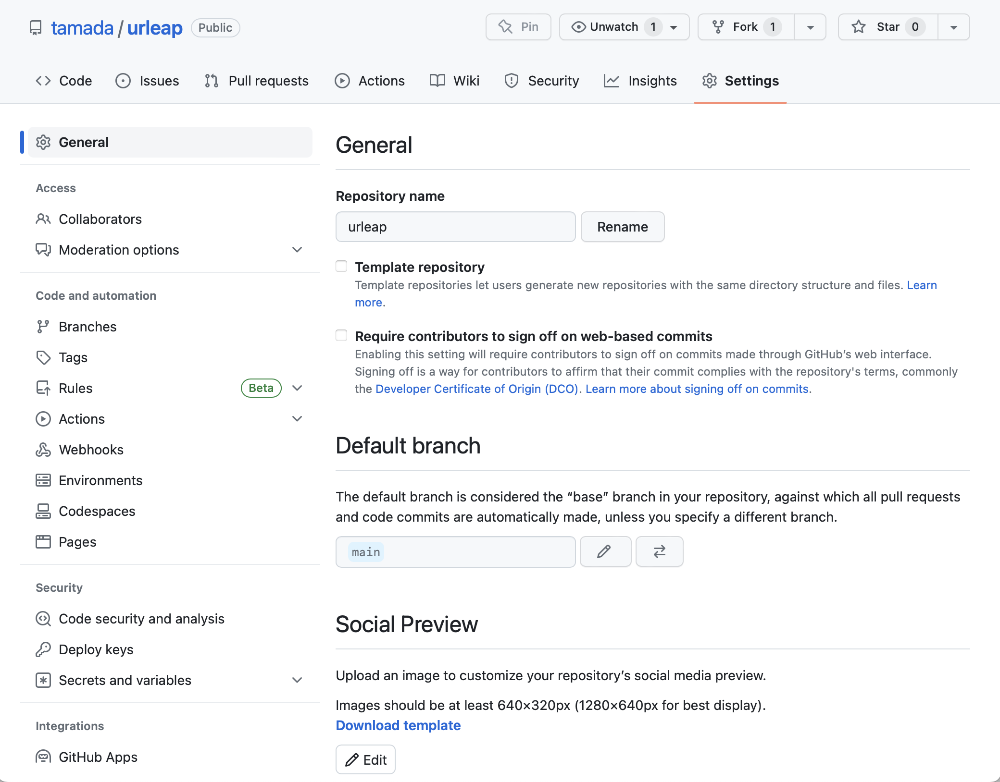 tamada / urleap Public
Pin
Unwatch 1
Fork 1
Star 0
Code
Issues
Pull requests
Actions
Wiki
Security
Insights
Settings
General
Access
Collaborators
Moderation options
Code and automation
Branches
Tags
Rules Beta
Actions
Webhooks
Environments
Codespaces
Pages
Security
Code security and analysis
Deploy keys
Secrets and variables
Integrations
GitHub Apps
General
Repository name
urleap
Rename
Template repository
Template repositories let users generate new repositories with the same directory structure and files. Learn
more.
Require contributors to sign off on web-based commits
Enabling this setting will require contributors to sign off on commits made through GitHub’s web interface.
Signing off is a way for contributors to affirm that their commit complies with the repository's terms, commonly
the Developer Certificate of Origin (DCO). Learn more about signing off on commits.
Default branch
The default branch is considered the “base” branch in your repository, against which all pull requests
and code commits are automatically made, unless you specify a different branch.
main
Social Preview
Upload an image to customize your repository’s social media preview.
Images should be at least 640×320px (1280×640px for best display).
Download template
Edit